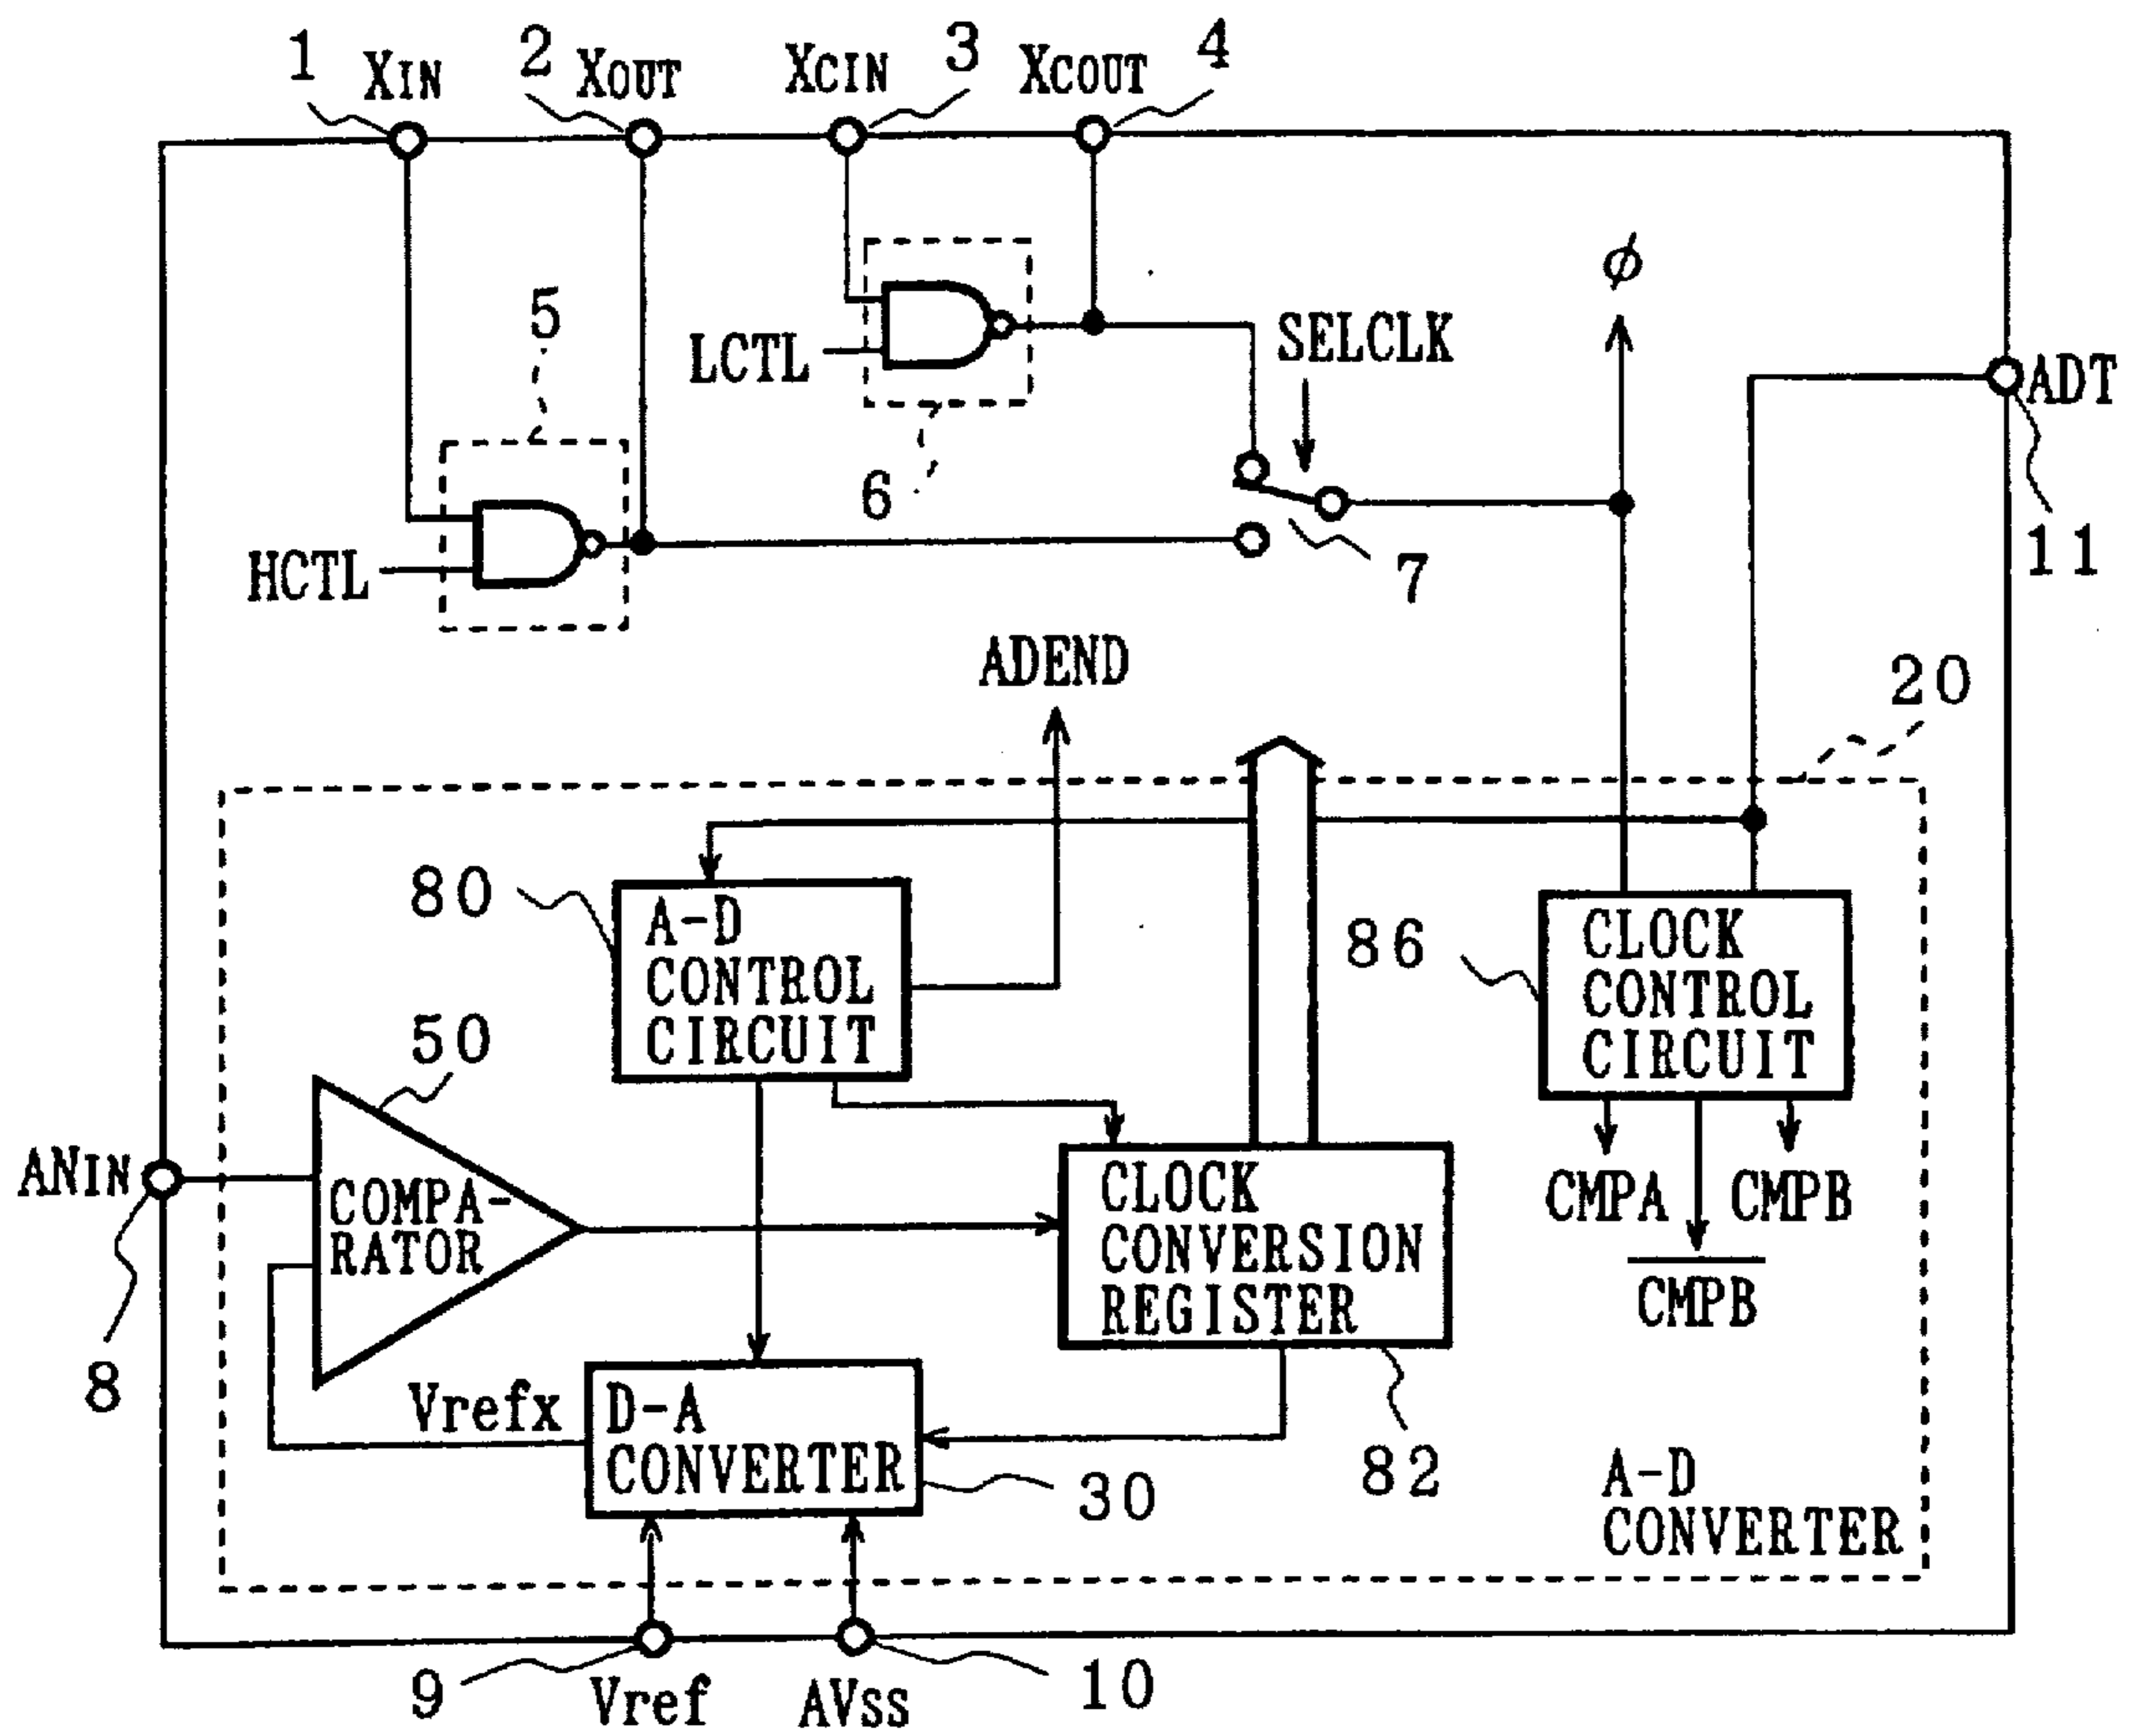 1 XIN 2 XOUT XCIN 3 XCOUT 4
φ
5
LCTL
SELCLK
ADT
6
HCTL
7
11
ADEND
20
80
A-D
CONTROL
CIRCUIT
86
CLOCK
CONTROL
CIRCUIT
50
ANIN
COMPA-
RATOR
CLOCK
CONVERSION
REGISTER
CMPA
CMPB
CMPB
8
Vrefx
D-A
CONVERTER
30
82
A-D
CONVERTER
9
Vref
AVSS
10